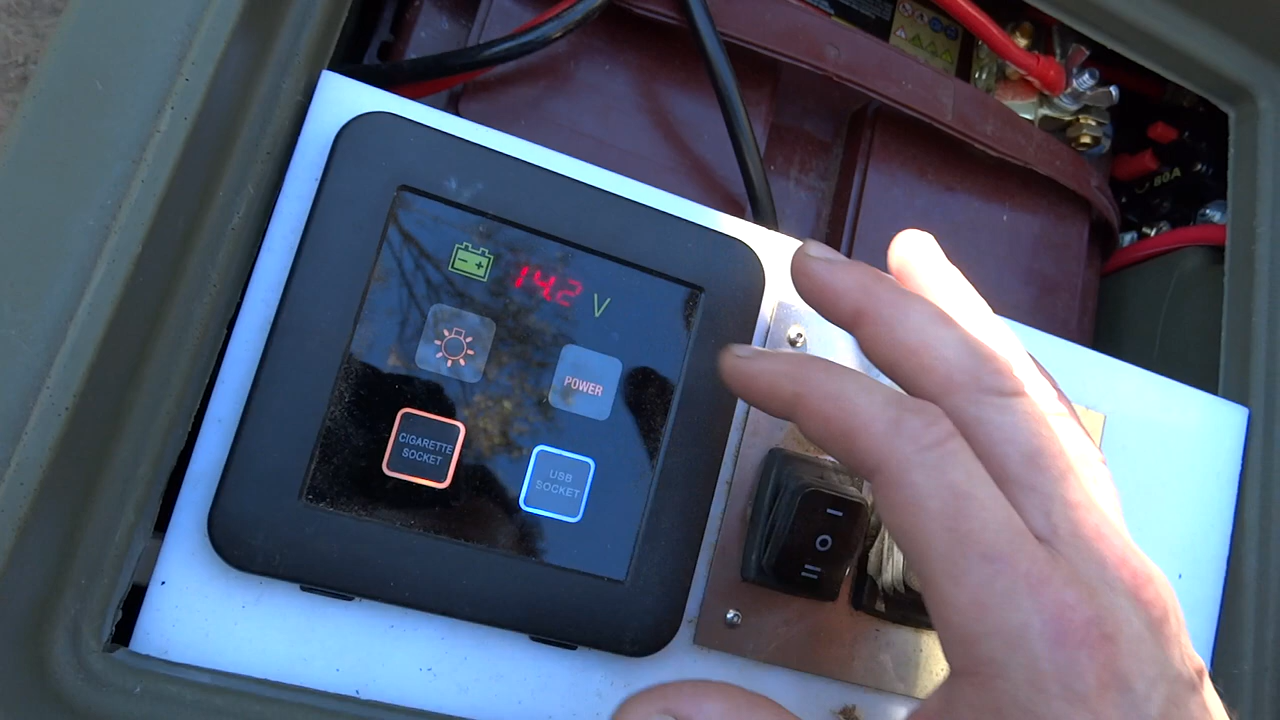 14.2 V
POWER
CIGARETTE
SOCKET
USB
SOCKET
80A